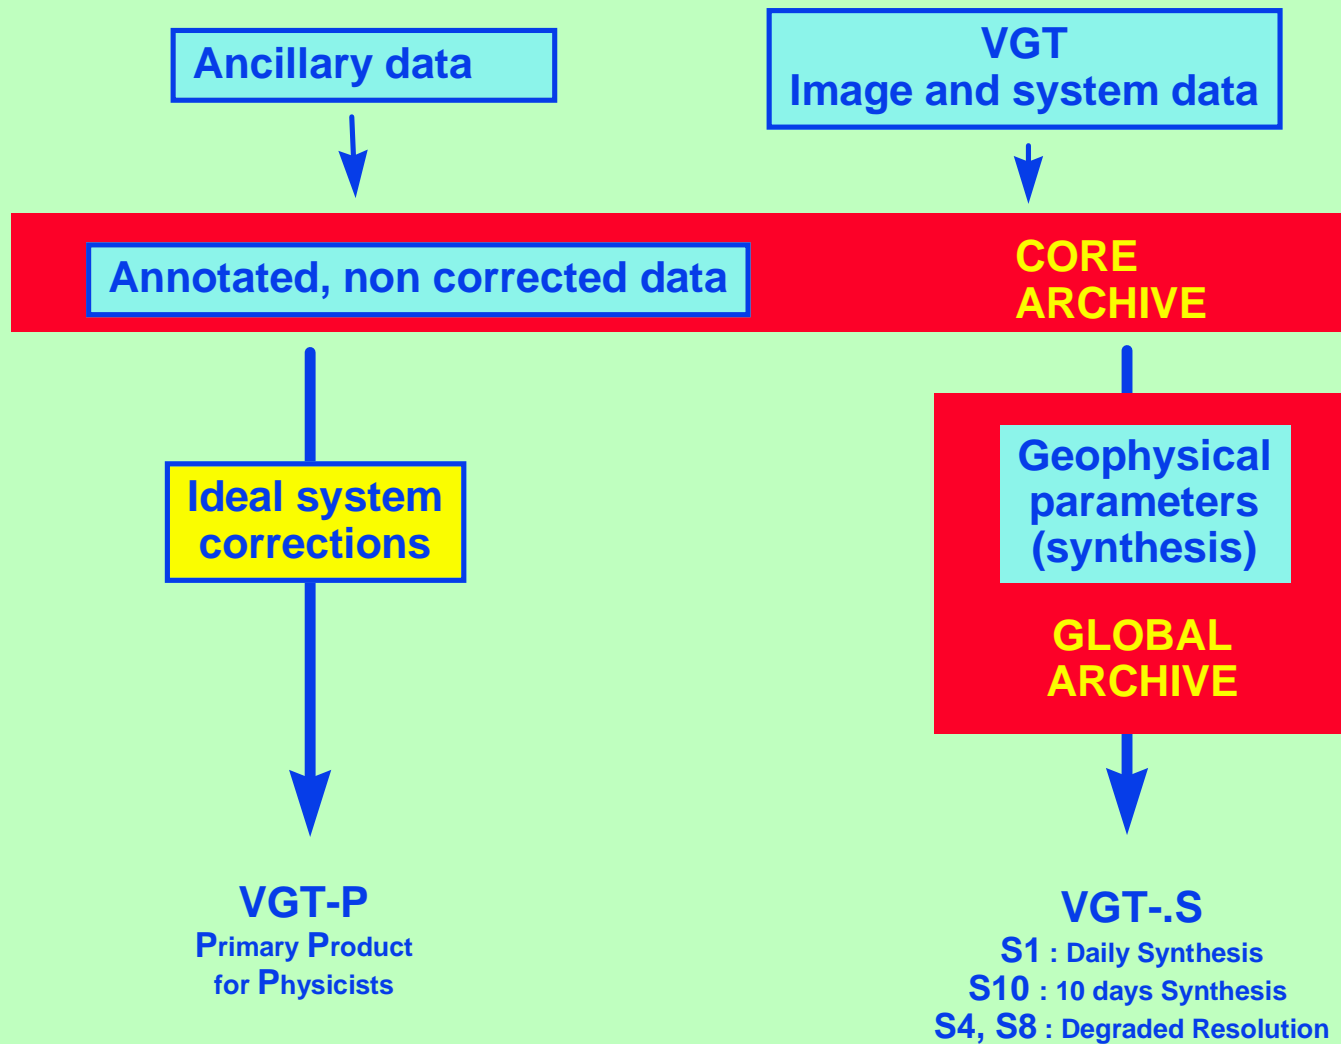 Ancillary data
VGT
Image and system data
Annotated, non corrected data
CORE
ARCHIVE
Ideal system
corrections
Geophysical
parameters
(synthesis)
GLOBAL
ARCHIVE
VGT-P
Primary Product
for Physicists
VGT-.S
S1 : Daily Synthesis
S10 : 10 days Synthesis
S4, S8 : Degraded Resolution